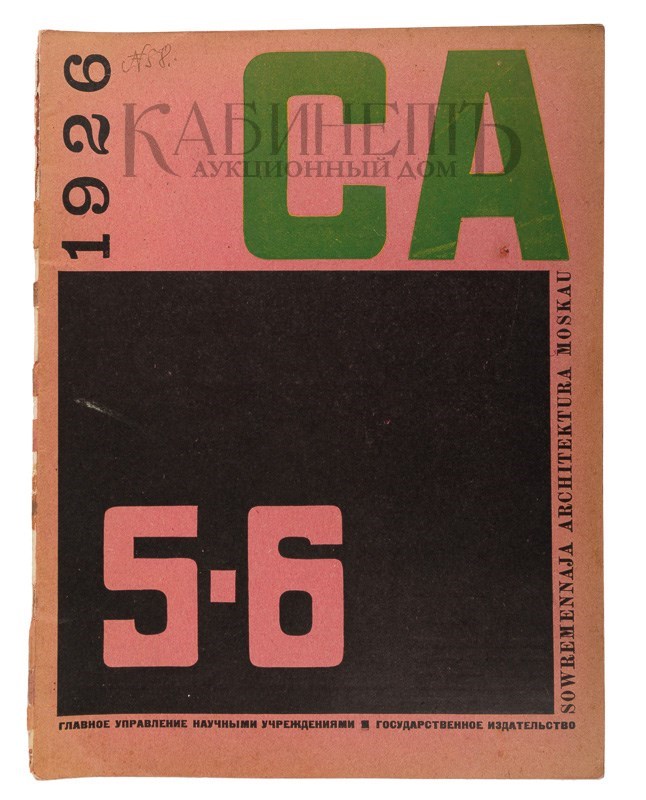 1926
СА
КАБИНЕТЪ
АУКЦИОННЫЙ ДОМ
5-6
SOWREMENNAJA ARCHITEKTURA MOSKAU
ГЛАВНОЕ УПРАВЛЕНИЕ НАУЧНЫМИ УЧРЕЖДЕНИЯМИ ■ ГОСУДАРСТВЕННОЕ ИЗДАТЕЛЬСТВО